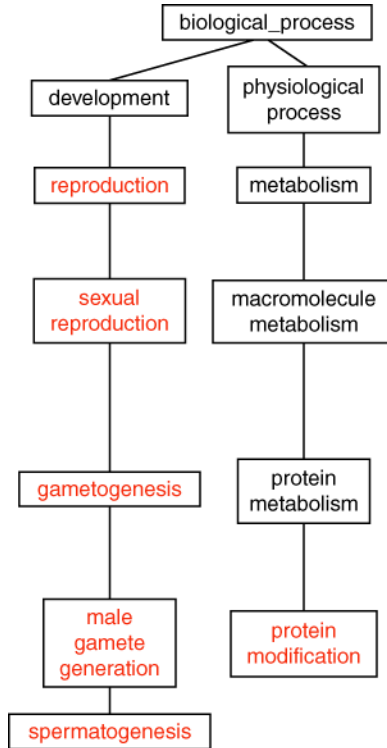 biological_process
development
physiological
process
reproduction
metabolism
sexual
reproduction
macromolecule
metabolism
gametogenesis
protein
metabolism
male
gamete
generation
protein
modification
spermatogenesis